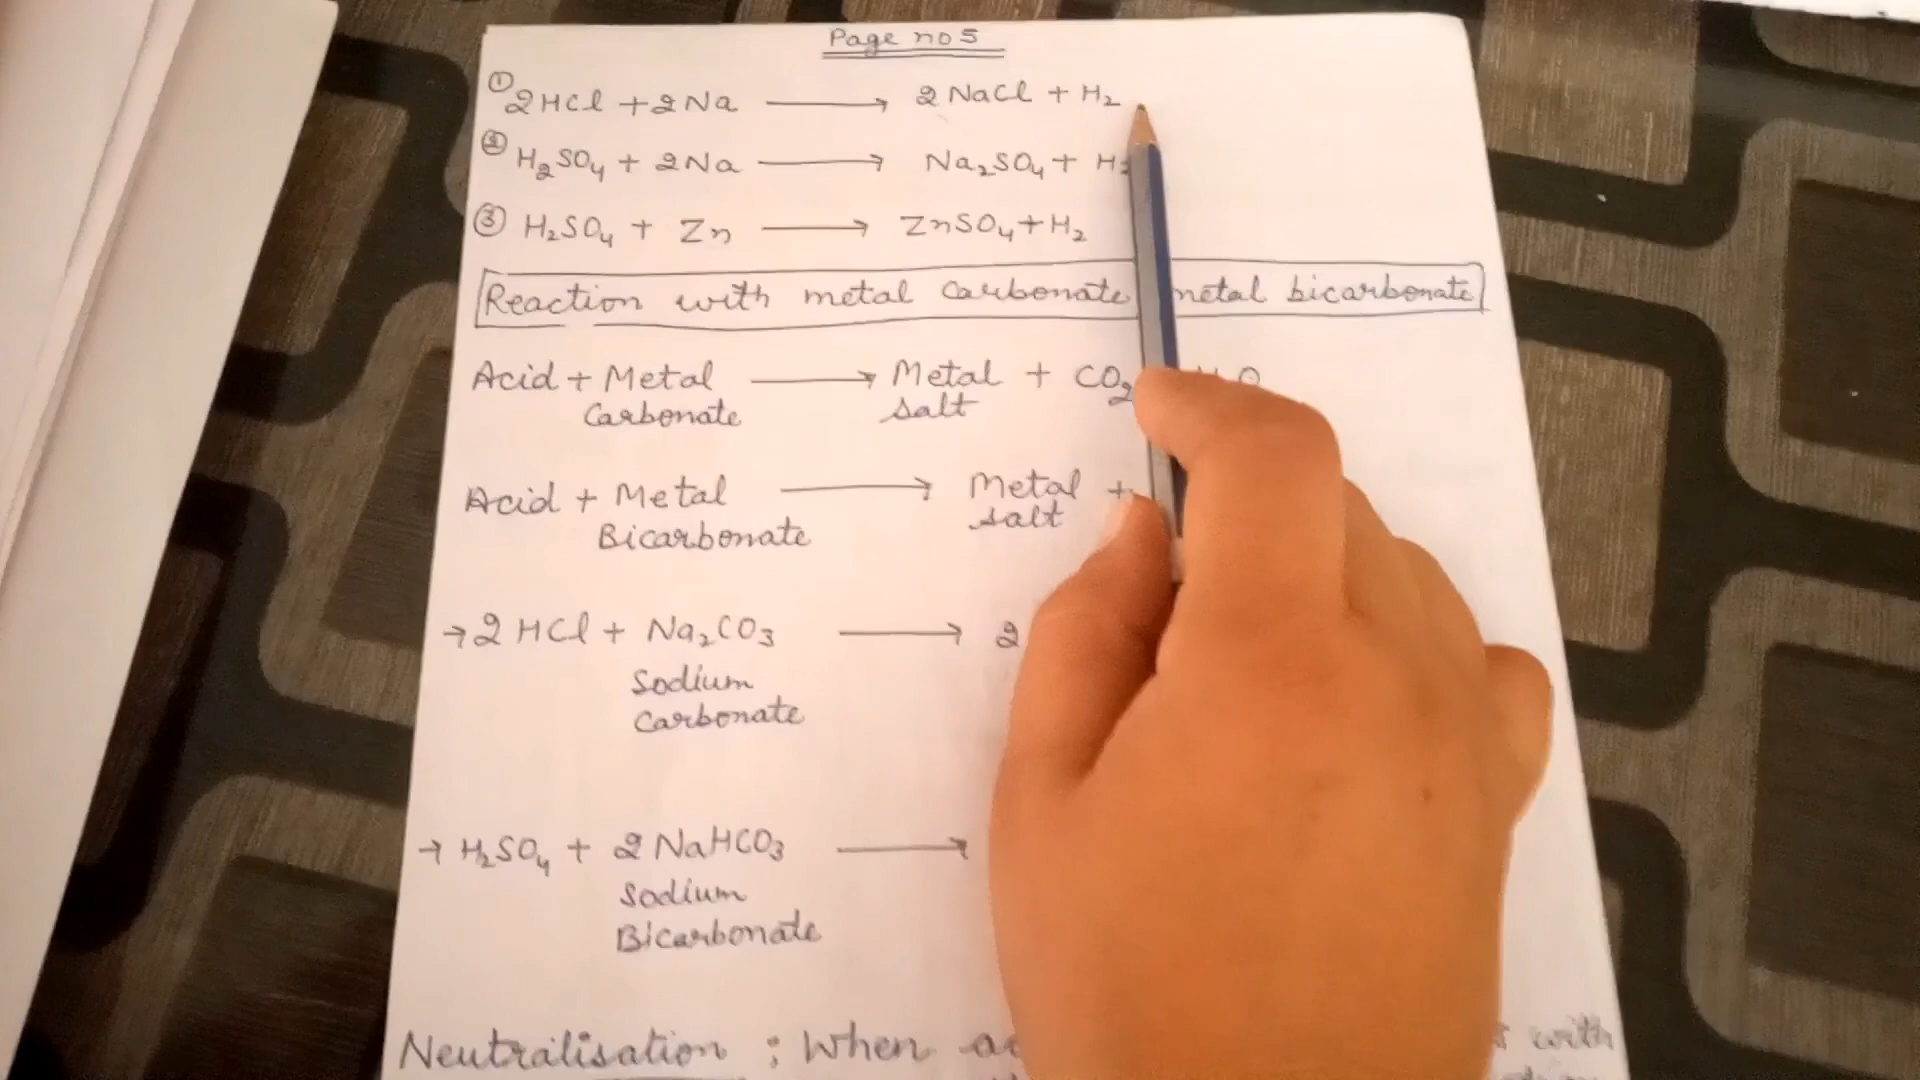 Page no 5
① 2HCl + 2Na → 2NaCl + H₂
② H₂SO₄ + 2Na → Na₂SO₄ + H₂
③ H₂SO₄ + Zn → ZnSO₄ + H₂
Reaction with metal Carbonate metal bicarbonate
Acid + Metal → Metal + CO₂
Carbonate salt
Acid + Metal → Metal +
Bicarbonate salt
→ 2HCl + Na₂CO₃ → 2
Sodium
Carbonate
→ H₂SO₄ + 2NaHCO₃ →
Sodium
Bicarbonate
Neutralisation : When with